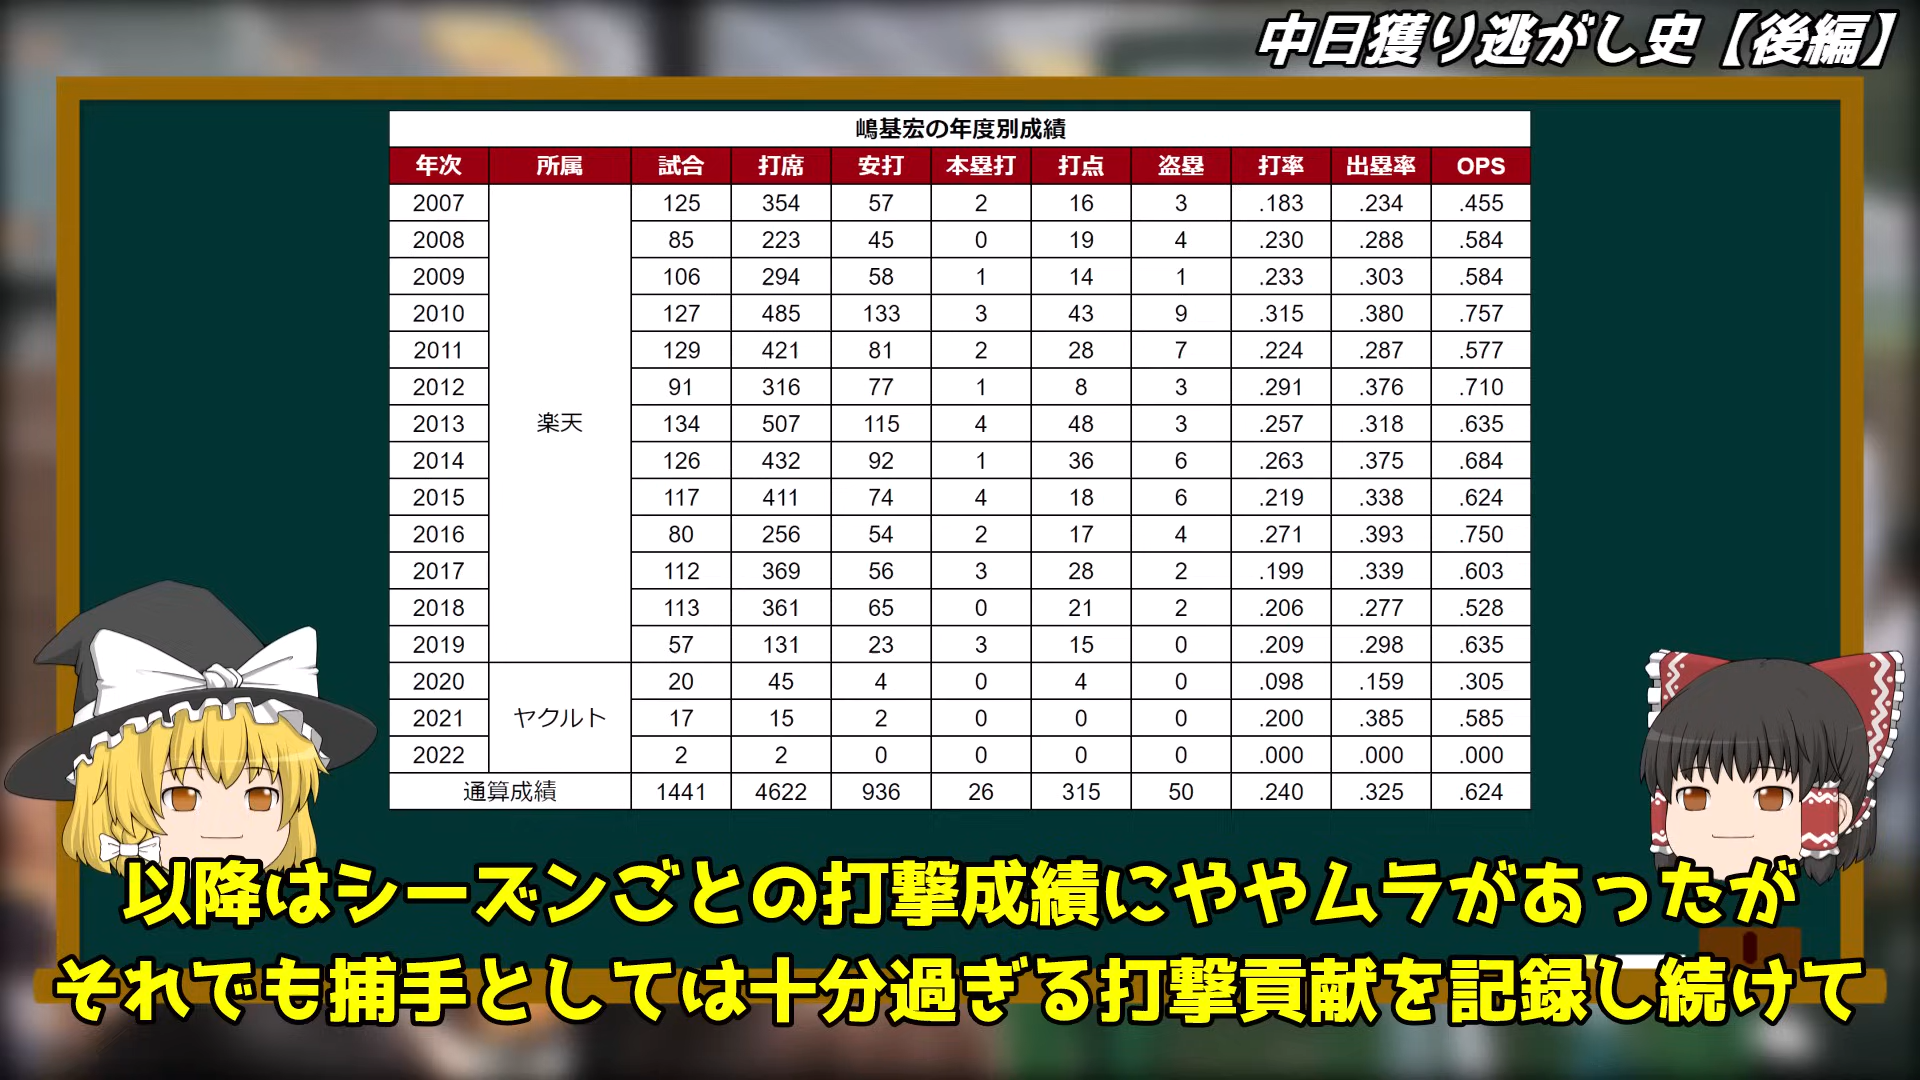 中日獲り逃がし史【後編】
嶋基宏の年度別成績
年次 所属 試合 打席 安打 本塁打 打点 盗塁 打率 出塁率 OPS
2007 楽天 125 354 57 2 16 3 .183 .234 .455
2008 85 223 45 0 19 4 .230 .288 .584
2009 106 294 58 1 14 1 .233 .303 .584
2010 127 485 133 3 43 9 .315 .380 .757
2011 129 421 81 2 28 7 .224 .287 .577
2012 91 316 77 1 8 3 .291 .376 .710
2013 134 507 115 4 48 3 .257 .318 .635
2014 126 432 92 1 36 6 .263 .375 .684
2015 117 411 74 4 18 6 .219 .338 .624
2016 80 256 54 2 17 4 .271 .393 .750
2017 112 369 56 3 28 2 .199 .339 .603
2018 113 361 65 0 21 2 .206 .277 .528
2019 57 131 23 3 15 0 .209 .298 .635
2020 ヤクルト 20 45 4 0 4 0 .098 .159 .305
2021 17 15 2 0 0 0 .200 .385 .585
2022 2 2 0 0 0 0 .000 .000 .000
通算成績 1441 4622 936 26 315 50 .240 .325 .624
以降はシーズンごとの打撃成績にややムラがあったが
それでも捕手としては十分過ぎる打撃貢献を記録し続けて